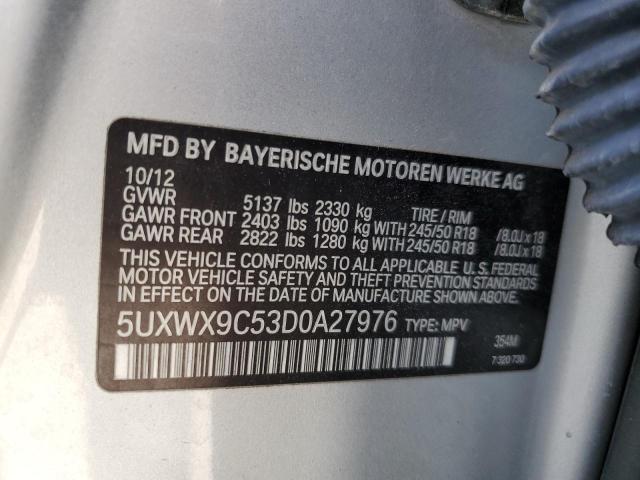 MFD BY BAYERISCHE MOTOREN WERKE AG
10/12
GVWR 5137 lbs 2330 kg TIRE / RIM
GAWR FRONT 2403 lbs 1090 kg WITH 245/50 R18 /8.0J x 18
GAWR REAR 2822 lbs 1280 kg WITH 245/50 R18 /8.0J x 18
THIS VEHICLE CONFORMS TO ALL APPLICABLE U.S. FEDERAL
MOTOR VEHICLE SAFETY AND THEFT PREVENTION STANDARDS
IN EFFECT ON THE DATE OF MANUFACTURE SHOWN ABOVE.
5UXWX9C53D0A27976 TYPE: MPV
354M
7 320 730